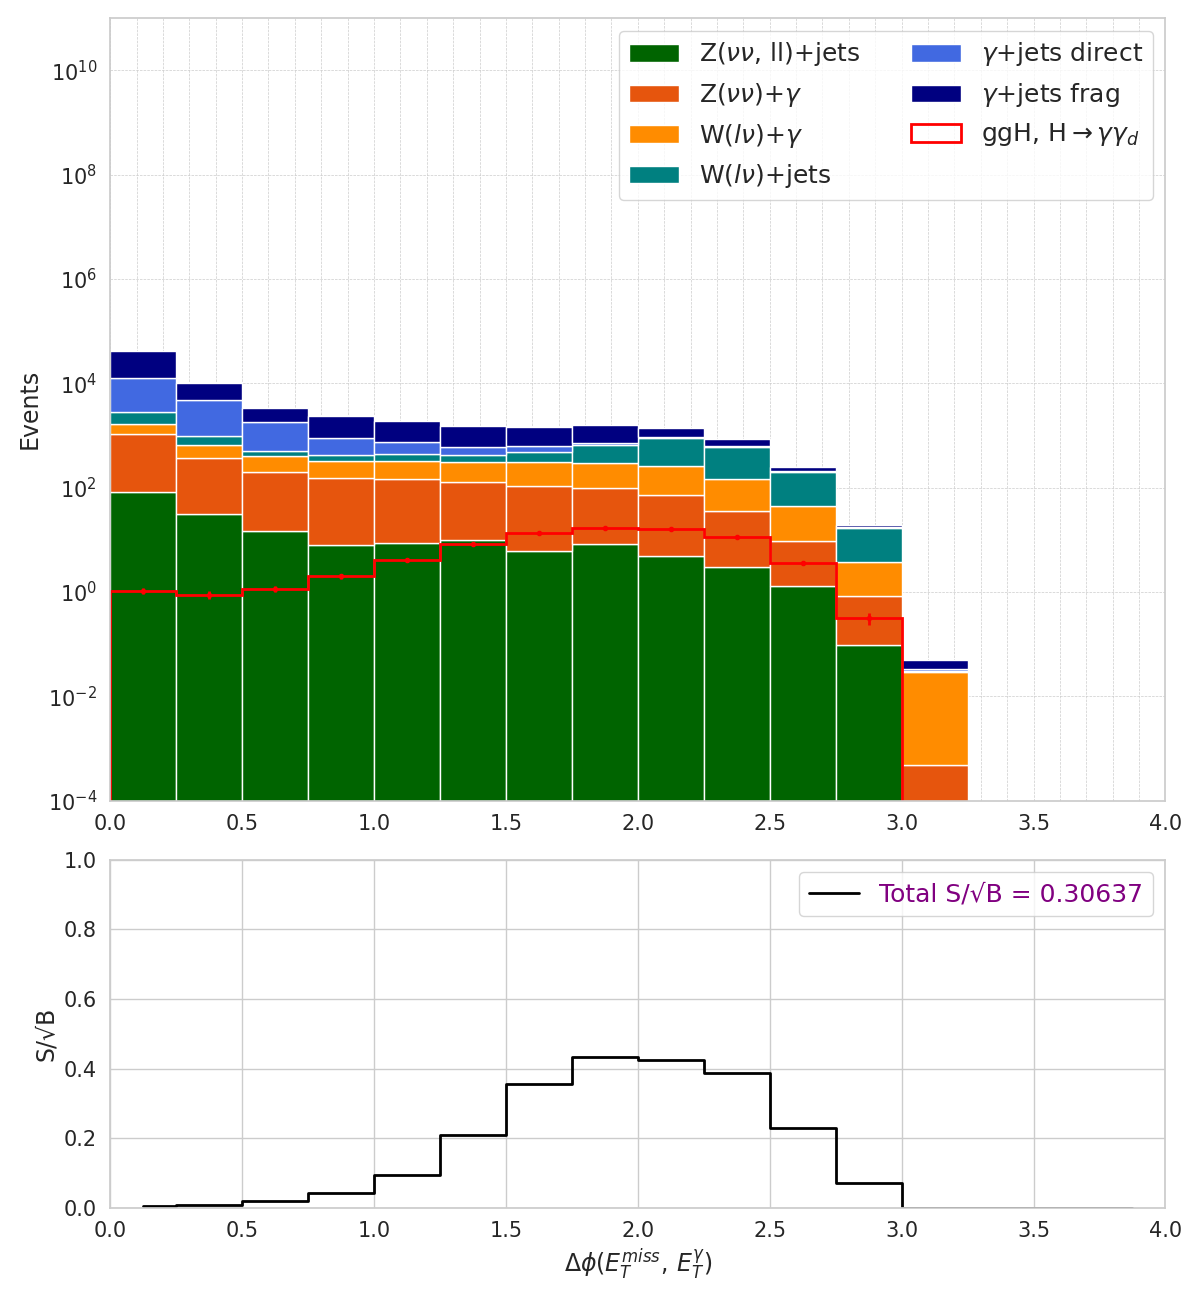 Z(νν, ll)+jets
Z(νν)+γ
W(lν)+γ
W(lν)+jets
γ+jets direct
γ+jets frag
ggH, H→γγ_d
Events
10^10
10^8
10^6
10^4
10^2
10^0
10^−2
10^−4
0.0 0.5 1.0 1.5 2.0 2.5 3.0 3.5 4.0
Total S/√B = 0.30637
S/√B
1.0
0.8
0.6
0.4
0.2
0.0
0.0 0.5 1.0 1.5 2.0 2.5 3.0 3.5 4.0
Δϕ(E_T^miss, E_T^γ)